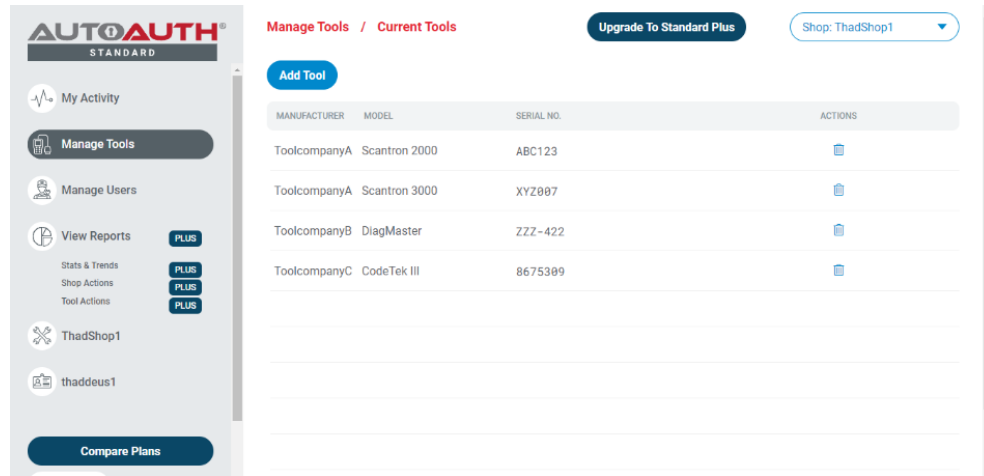 AUTOAUTH®
STANDARD
My Activity
Manage Tools
Manage Users
View Reports PLUS
Stats & Trends PLUS
Shop Actions PLUS
Tool Actions PLUS
ThadShop1
thaddeus1
Compare Plans
Manage Tools / Current Tools
Upgrade To Standard Plus
Shop: ThadShop1
Add Tool
MANUFACTURER MODEL SERIAL NO. ACTIONS
ToolcompanyA Scantron 2000 ABC123
ToolcompanyA Scantron 3000 XYZ007
ToolcompanyB DiagMaster ZZZ-422
ToolcompanyC CodeTek III 8675309